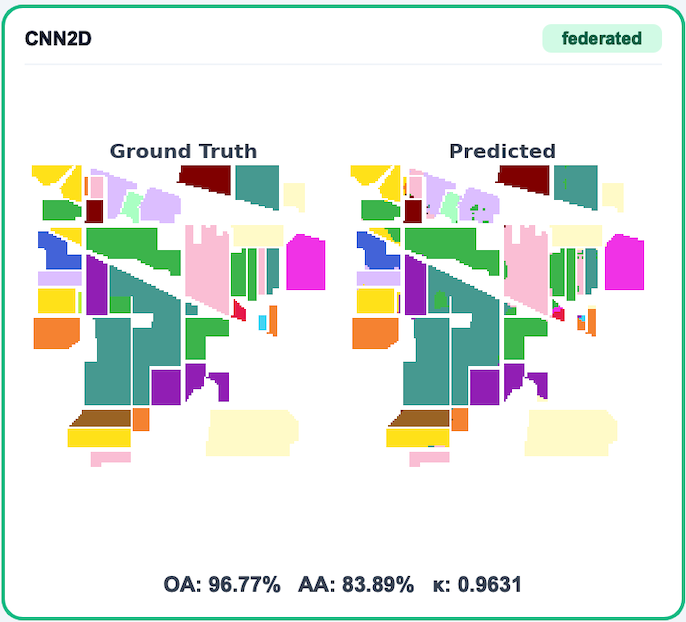 CNN2D
federated
Ground Truth
Predicted
OA: 96.77% AA: 83.89% κ: 0.9631